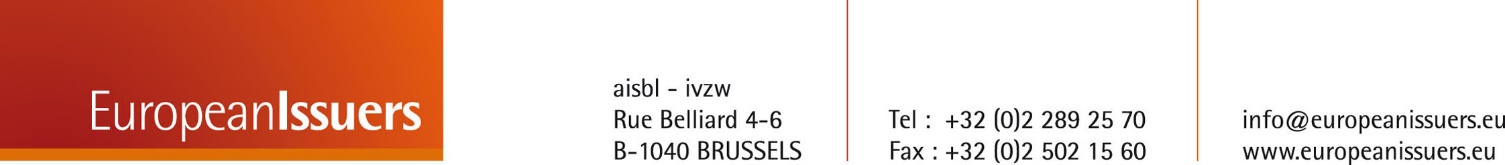 EuropeanIssuers
aisbl - ivzw
Rue Belliard 4-6
B-1040 BRUSSELS
Tel : +32 (0)2 289 25 70
Fax : +32 (0)2 502 15 60
info@europeanissuers.eu
www.europeanissuers.eu